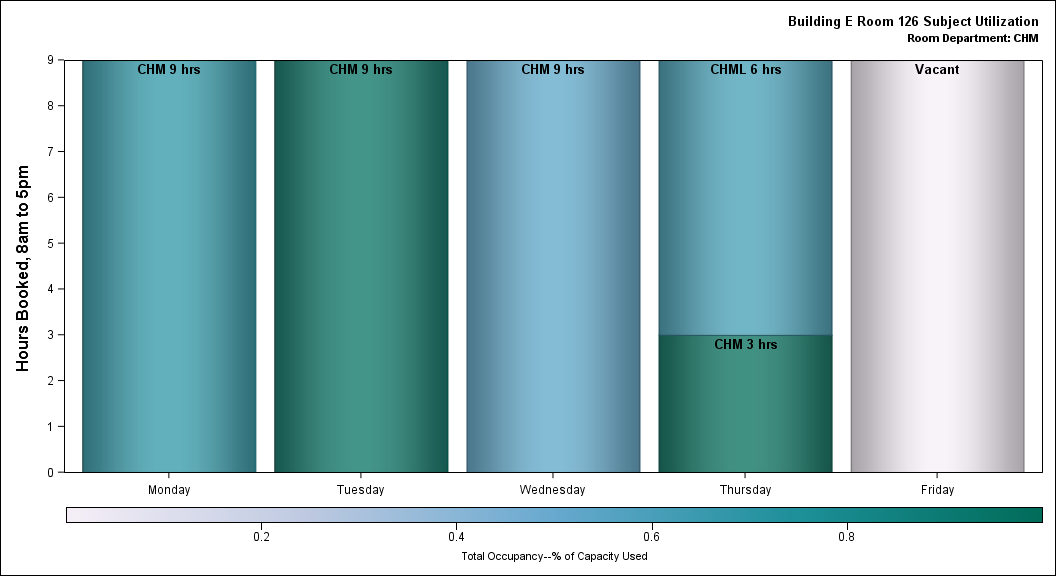 Building E Room 126 Subject Utilization
Room Department: CHM
Hours Booked, 8am to 5pm
9
8
7
6
5
4
3
2
1
0
CHM 9 hrs
CHM 9 hrs
CHM 9 hrs
CHML 6 hrs
Vacant
CHM 3 hrs
Monday
Tuesday
Wednesday
Thursday
Friday
0.2
0.4
0.6
0.8
Total Occupancy--% of Capacity Used